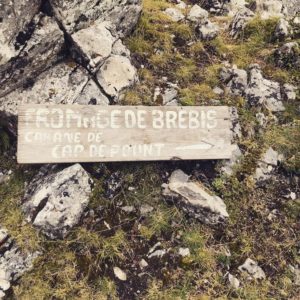 FROMAGE DE BREBIS
CABANE DE
CAP DE POUNT